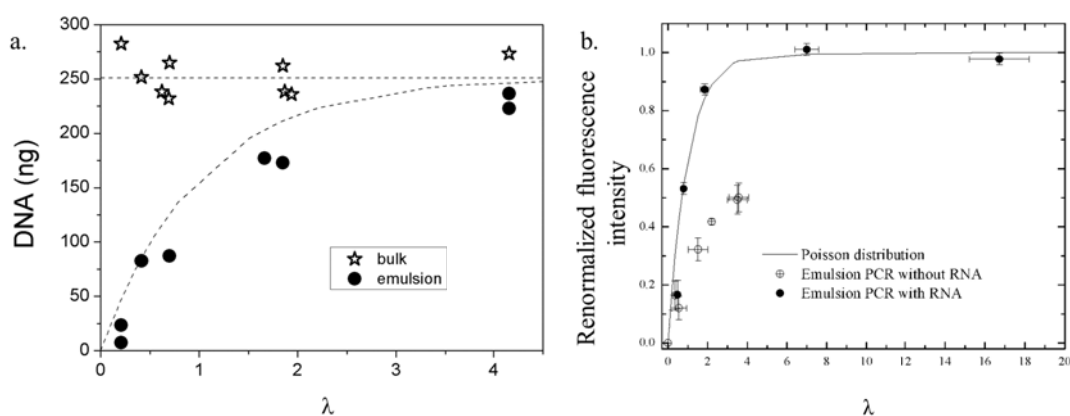 a.
300
250
200
150
100
50
0
DNA (ng)
bulk
emulsion
0
1
2
3
4
λ
b.
1.0
0.8
0.6
0.4
0.2
0.0
Renormalized fluorescence
intensity
Poisson distribution
Emulsion PCR without RNA
Emulsion PCR with RNA
0 2 4 6 8 10 12 14 16 18 20
λ